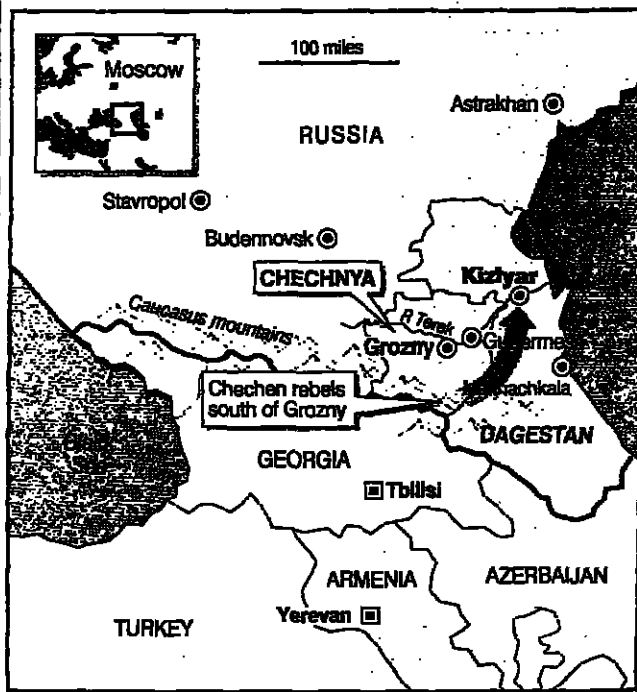 Moscow
100 miles
Astrakhan
RUSSIA
Stavropol
Budennovsk
CHECHNYA
Kizlyar
Caucasus mountains
R Terek
Grozny
Chechen rebels
south of Grozny
DAGESTAN
GEORGIA
Tbilisi
ARMENIA
AZERBAIJAN
Yerevan
TURKEY